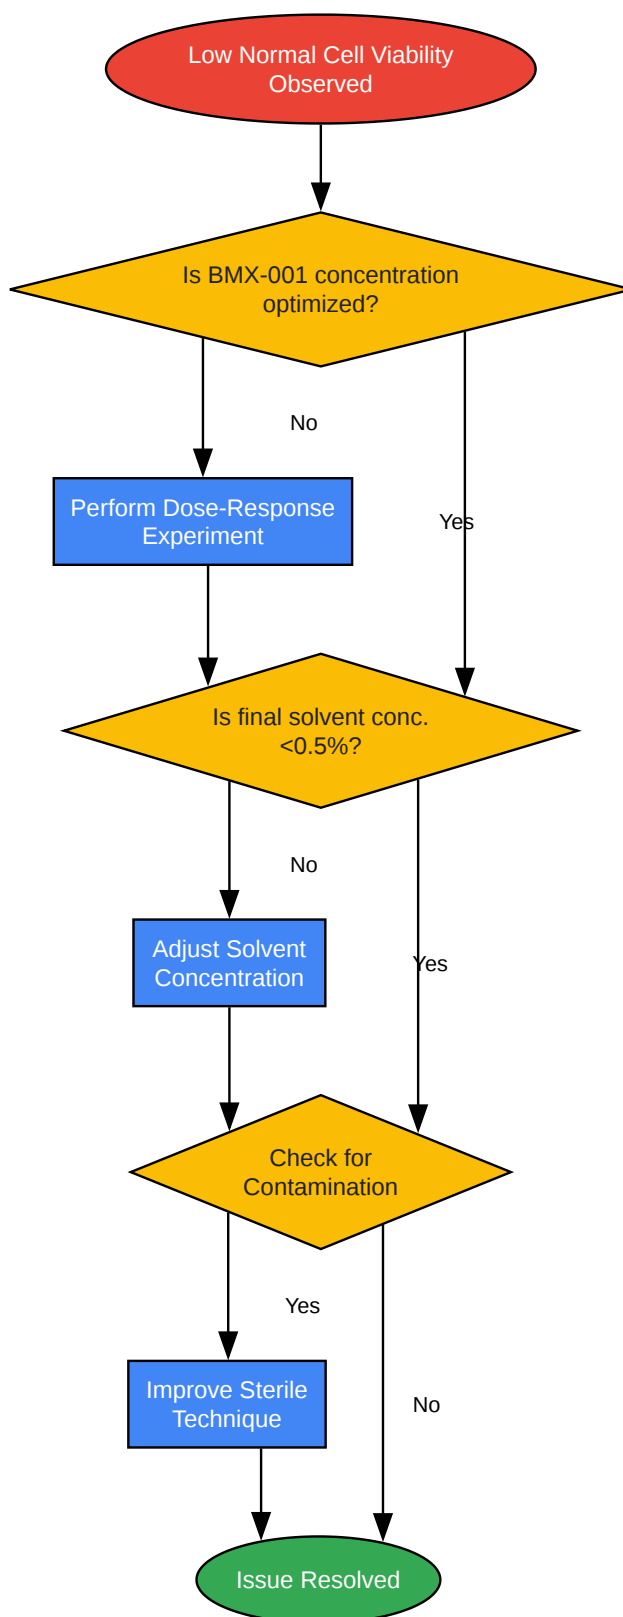 Low Normal Cell Viability
Observed
Is BMX-001 concentration
optimized?
No
Perform Dose-Response
Experiment
Yes
Is final solvent conc.
<0.5%?
No
Adjust Solvent
Concentration
Yes
Check for
Contamination
Yes
Improve Sterile
Technique
No
Issue Resolved